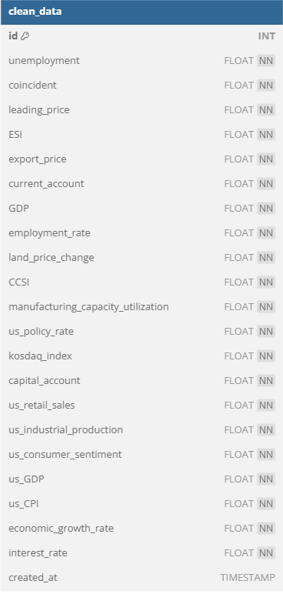 clean_data
id INT
unemployment FLOAT NN
coincident FLOAT NN
leading_price FLOAT NN
ESI FLOAT NN
export_price FLOAT NN
current_account FLOAT NN
GDP FLOAT NN
employment_rate FLOAT NN
land_price_change FLOAT NN
CCSI FLOAT NN
manufacturing_capacity_utilization FLOAT NN
us_policy_rate FLOAT NN
kosdaq_index FLOAT NN
capital_account FLOAT NN
us_retail_sales FLOAT NN
us_industrial_production FLOAT NN
us_consumer_sentiment FLOAT NN
us_GDP FLOAT NN
us_CPI FLOAT NN
economic_growth_rate FLOAT NN
interest_rate FLOAT NN
created_at TIMESTAMP